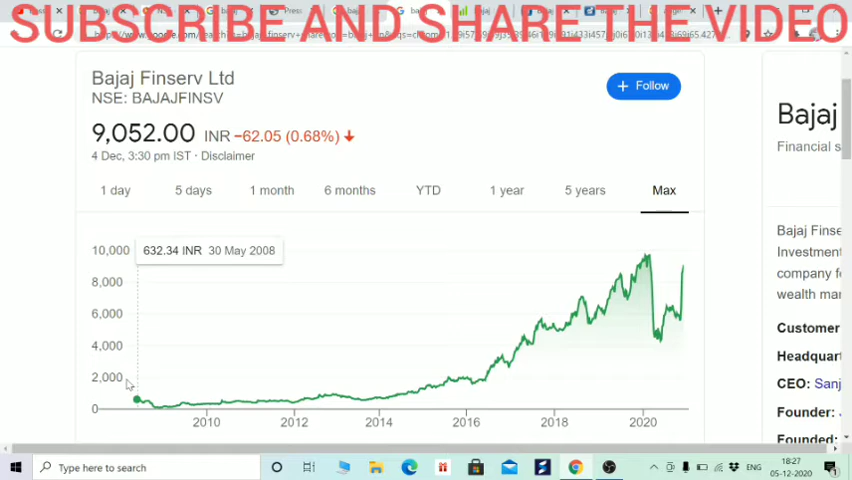 SUBSCRIBE AND SHARE THE VIDEO
Bajaj Finserv Ltd
NSE: BAJAJFINSV
+ Follow
9,052.00 INR −62.05 (0.68%)
4 Dec, 3:30 pm IST · Disclaimer
1 day 5 days 1 month 6 months YTD 1 year 5 years Max
632.34 INR 30 May 2008
10,000
8,000
6,000
4,000
2,000
0
2010 2012 2014 2016 2018 2020
Bajaj
Financial s
Bajaj Finse
Investment
company fo
wealth mar
Customer
Headquart
CEO: Sanj
Founder:
Founded:
Type here to search
ENG
18:27
05-12-2020